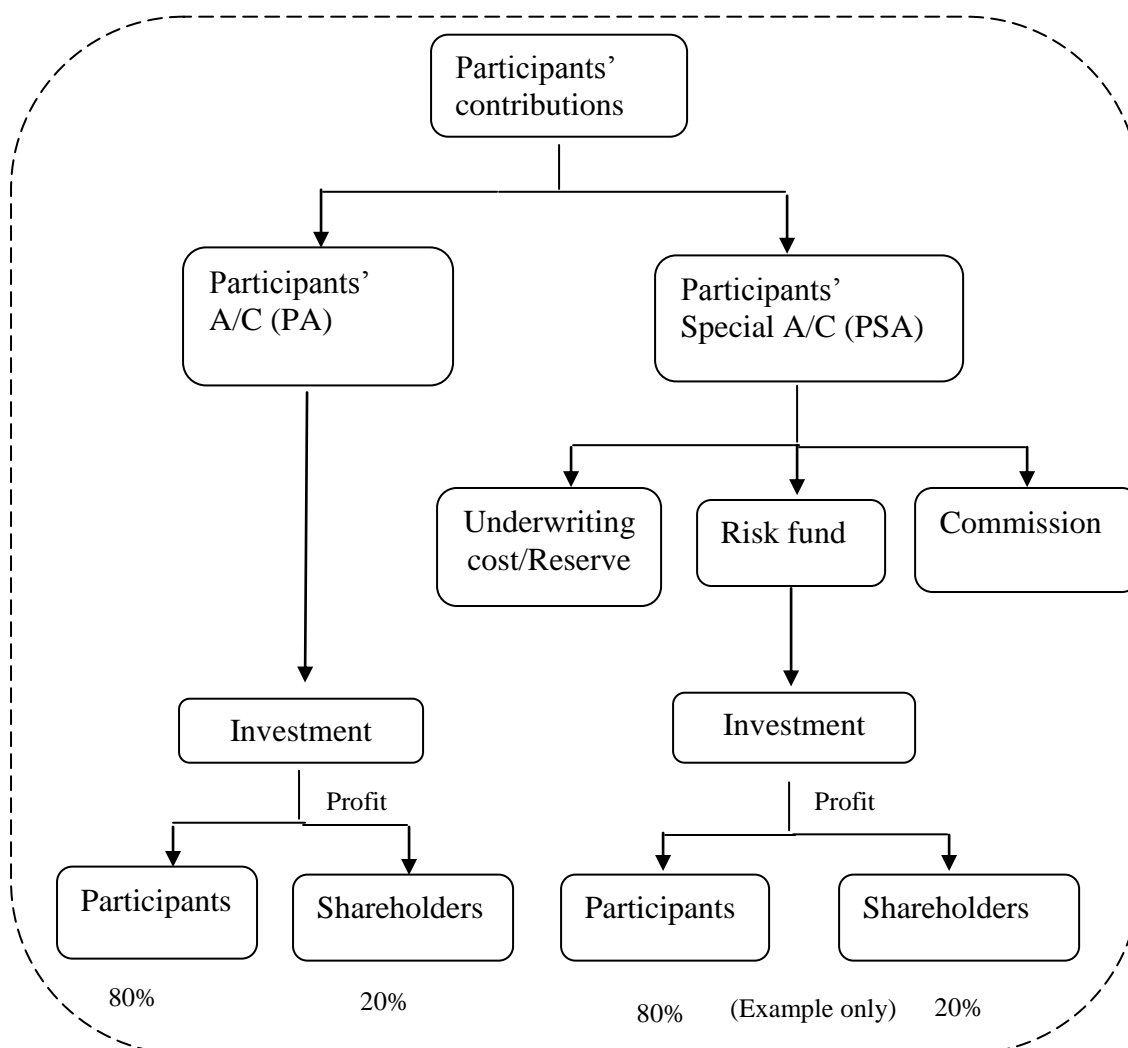 Participants’
contributions
Participants’
A/C (PA)
Participants’
Special A/C (PSA)
Underwriting
cost/Reserve
Risk fund
Commission
Investment
Investment
Profit
Profit
Participants
Shareholders
Participants
Shareholders
80%
20%
80%
(Example only)
20%